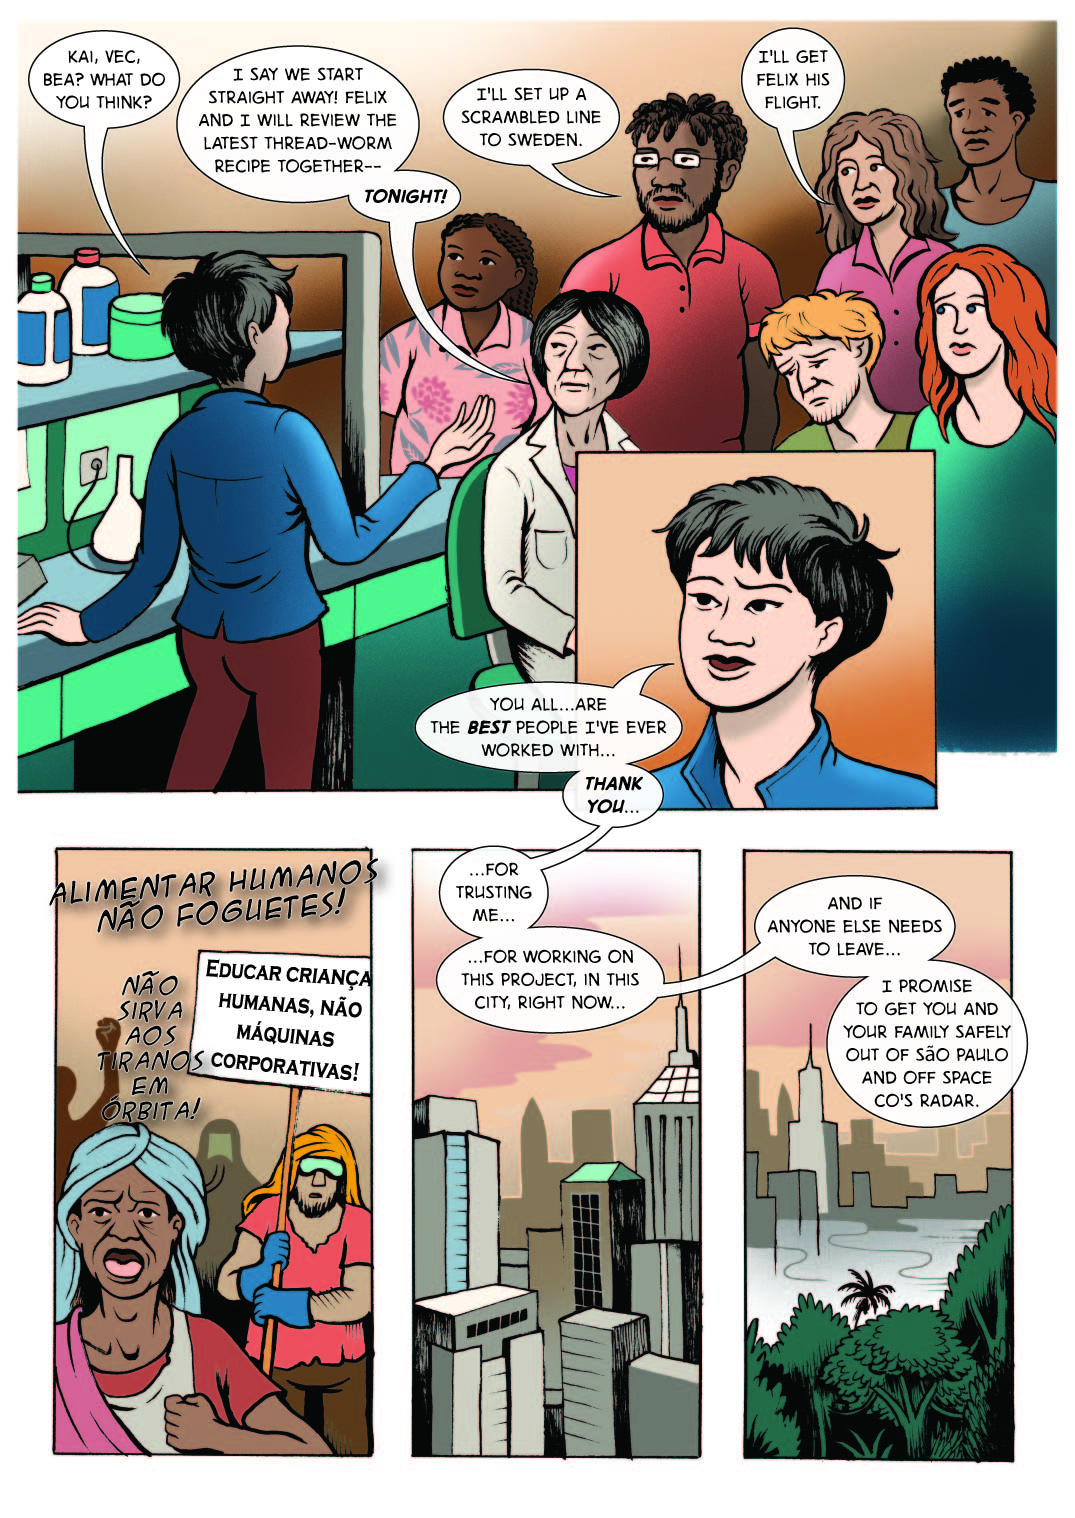 KAI, VEC,
BEA? WHAT DO
YOU THINK?
I SAY WE START
STRAIGHT AWAY! FELIX
AND I WILL REVIEW THE
LATEST THREAD-WORM
RECIPE TOGETHER--
TONIGHT!
I'LL SET UP A
SCRAMBLED LINE
TO SWEDEN.
I'LL GET
FELIX HIS
FLIGHT.
YOU ALL...ARE
THE BEST PEOPLE I'VE EVER
WORKED WITH...
THANK
YOU...
ALIMENTAR HUMANOS
NÃO FOGUETES!
NÃO
SIRVA
AOS
TIRANOS
EM
ÓRBITA!
EDUCAR CRIANÇA
HUMANAS, NÃO
MÁQUINAS
CORPORATIVAS!
...FOR
TRUSTING
ME...
...FOR WORKING ON
THIS PROJECT, IN THIS
CITY, RIGHT NOW...
AND IF
ANYONE ELSE NEEDS
TO LEAVE...
I PROMISE
TO GET YOU AND
YOUR FAMILY SAFELY
OUT OF SãO PAULO
AND OFF SPACE
CO'S RADAR.